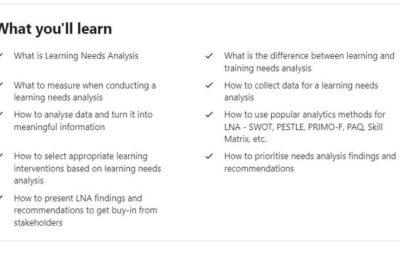 What you'll learn
What is Learning Needs Analysis
What to measure when conducting a
learning needs analysis
How to analyse data and turn it into
meaningful information
How to select appropriate learning
interventions based on learning needs
analysis
How to present LNA findings and
recommendations to get buy-in from
stakeholders
What is the difference between learning and
training needs analysis
How to collect data for a learning needs
analysis
How to use popular analytics methods for
LNA - SWOT, PESTLE, PRIMO-F, PAQ, Skill
Matrix, etc.
How to prioritise needs analysis findings and
recommendations